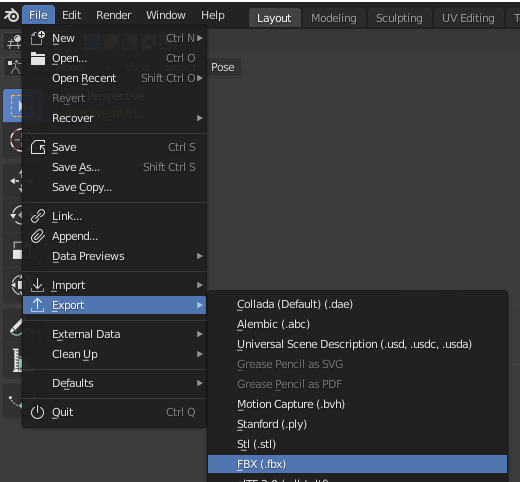 File Edit Render Window Help Layout Modeling Sculpting UV Editing
New Ctrl N
Open... Ctrl O
Open Recent Shift Ctrl O
Pose
Revert
Perspective
Recover
Save Ctrl S
Save As... Shift Ctrl S
Save Copy...
Link...
Append...
Data Previews
Import
Export
External Data
Clean Up
Defaults
Quit Ctrl Q
Collada (Default) (.dae)
Alembic (.abc)
Universal Scene Description (.usd, .usdc, .usda)
Grease Pencil as SVG
Grease Pencil as PDF
Motion Capture (.bvh)
Stanford (.ply)
Stl (.stl)
FBX (.fbx)